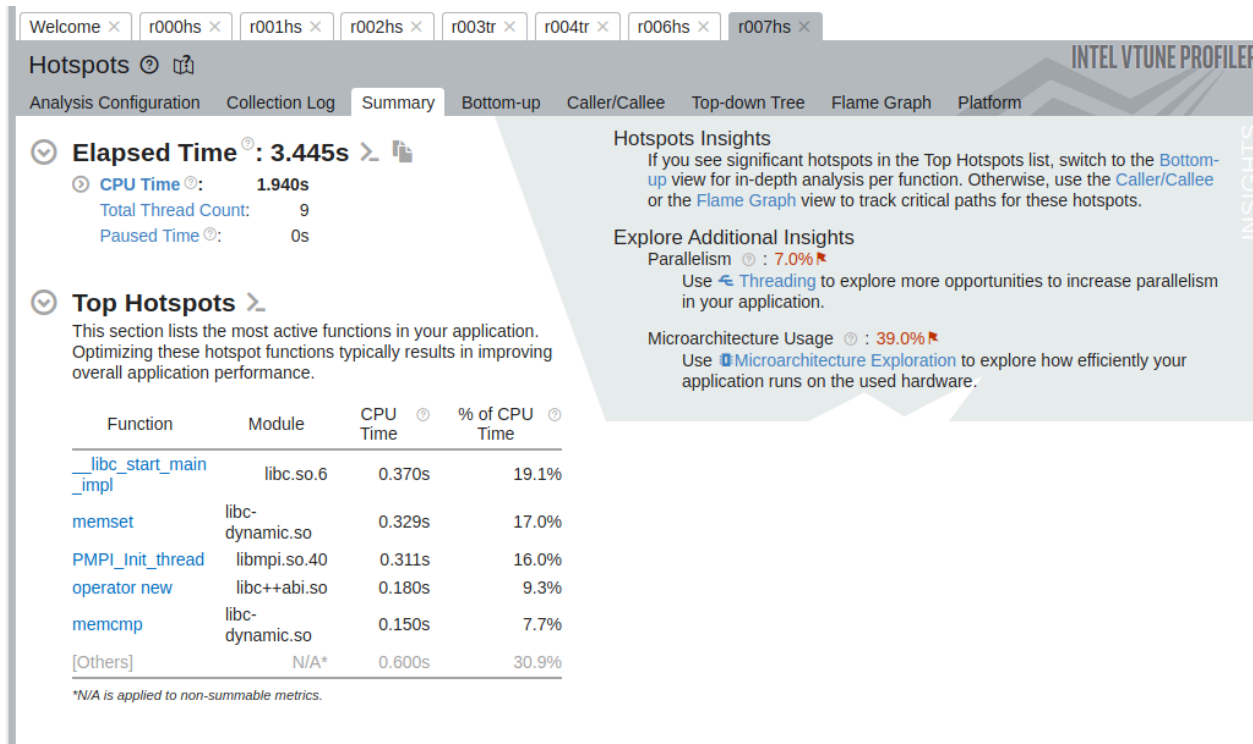 Welcome × r000hs × r001hs × r002hs × r003tr × r004tr × r006hs × r007hs ×
Hotspots
INTEL VTUNE PROFILER
Analysis Configuration Collection Log Summary Bottom-up Caller/Callee Top-down Tree Flame Graph Platform
Elapsed Time : 3.445s
CPU Time : 1.940s
Total Thread Count: 9
Paused Time : 0s
Top Hotspots
This section lists the most active functions in your application.
Optimizing these hotspot functions typically results in improving
overall application performance.
Function Module CPU Time % of CPU Time
__libc_start_main
_impl libc.so.6 0.370s 19.1%
memset libc-
dynamic.so 0.329s 17.0%
PMPI_Init_thread libmpi.so.40 0.311s 16.0%
operator new libc++abi.so 0.180s 9.3%
memcmp libc-
dynamic.so 0.150s 7.7%
[Others] N/A* 0.600s 30.9%
*N/A is applied to non-summable metrics.
Hotspots Insights
If you see significant hotspots in the Top Hotspots list, switch to the Bottom-
up view for in-depth analysis per function. Otherwise, use the Caller/Callee
or the Flame Graph view to track critical paths for these hotspots.
Explore Additional Insights
Parallelism : 7.0%
Use Threading to explore more opportunities to increase parallelism
in your application.
Microarchitecture Usage : 39.0%
Use Microarchitecture Exploration to explore how efficiently your
application runs on the used hardware.
INSIGHTS